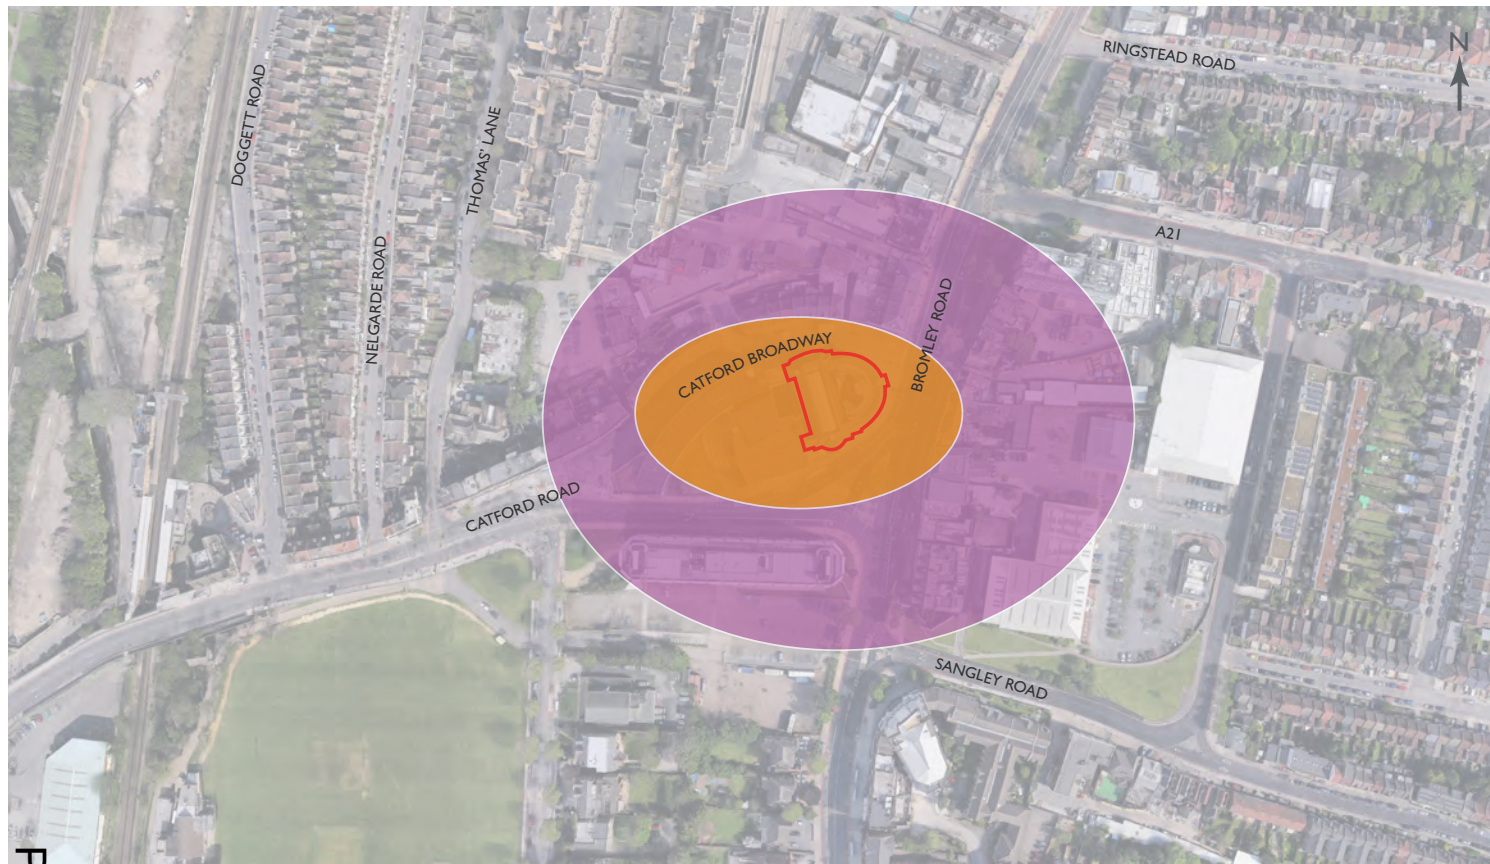 N
RINGSTEAD ROAD
DOGGETT ROAD
THOMAS' LANE
A21
NELGARDE ROAD
BROMLEY ROAD
CATFORD BROADWAY
CATFORD ROAD
SANGLEY ROAD
F